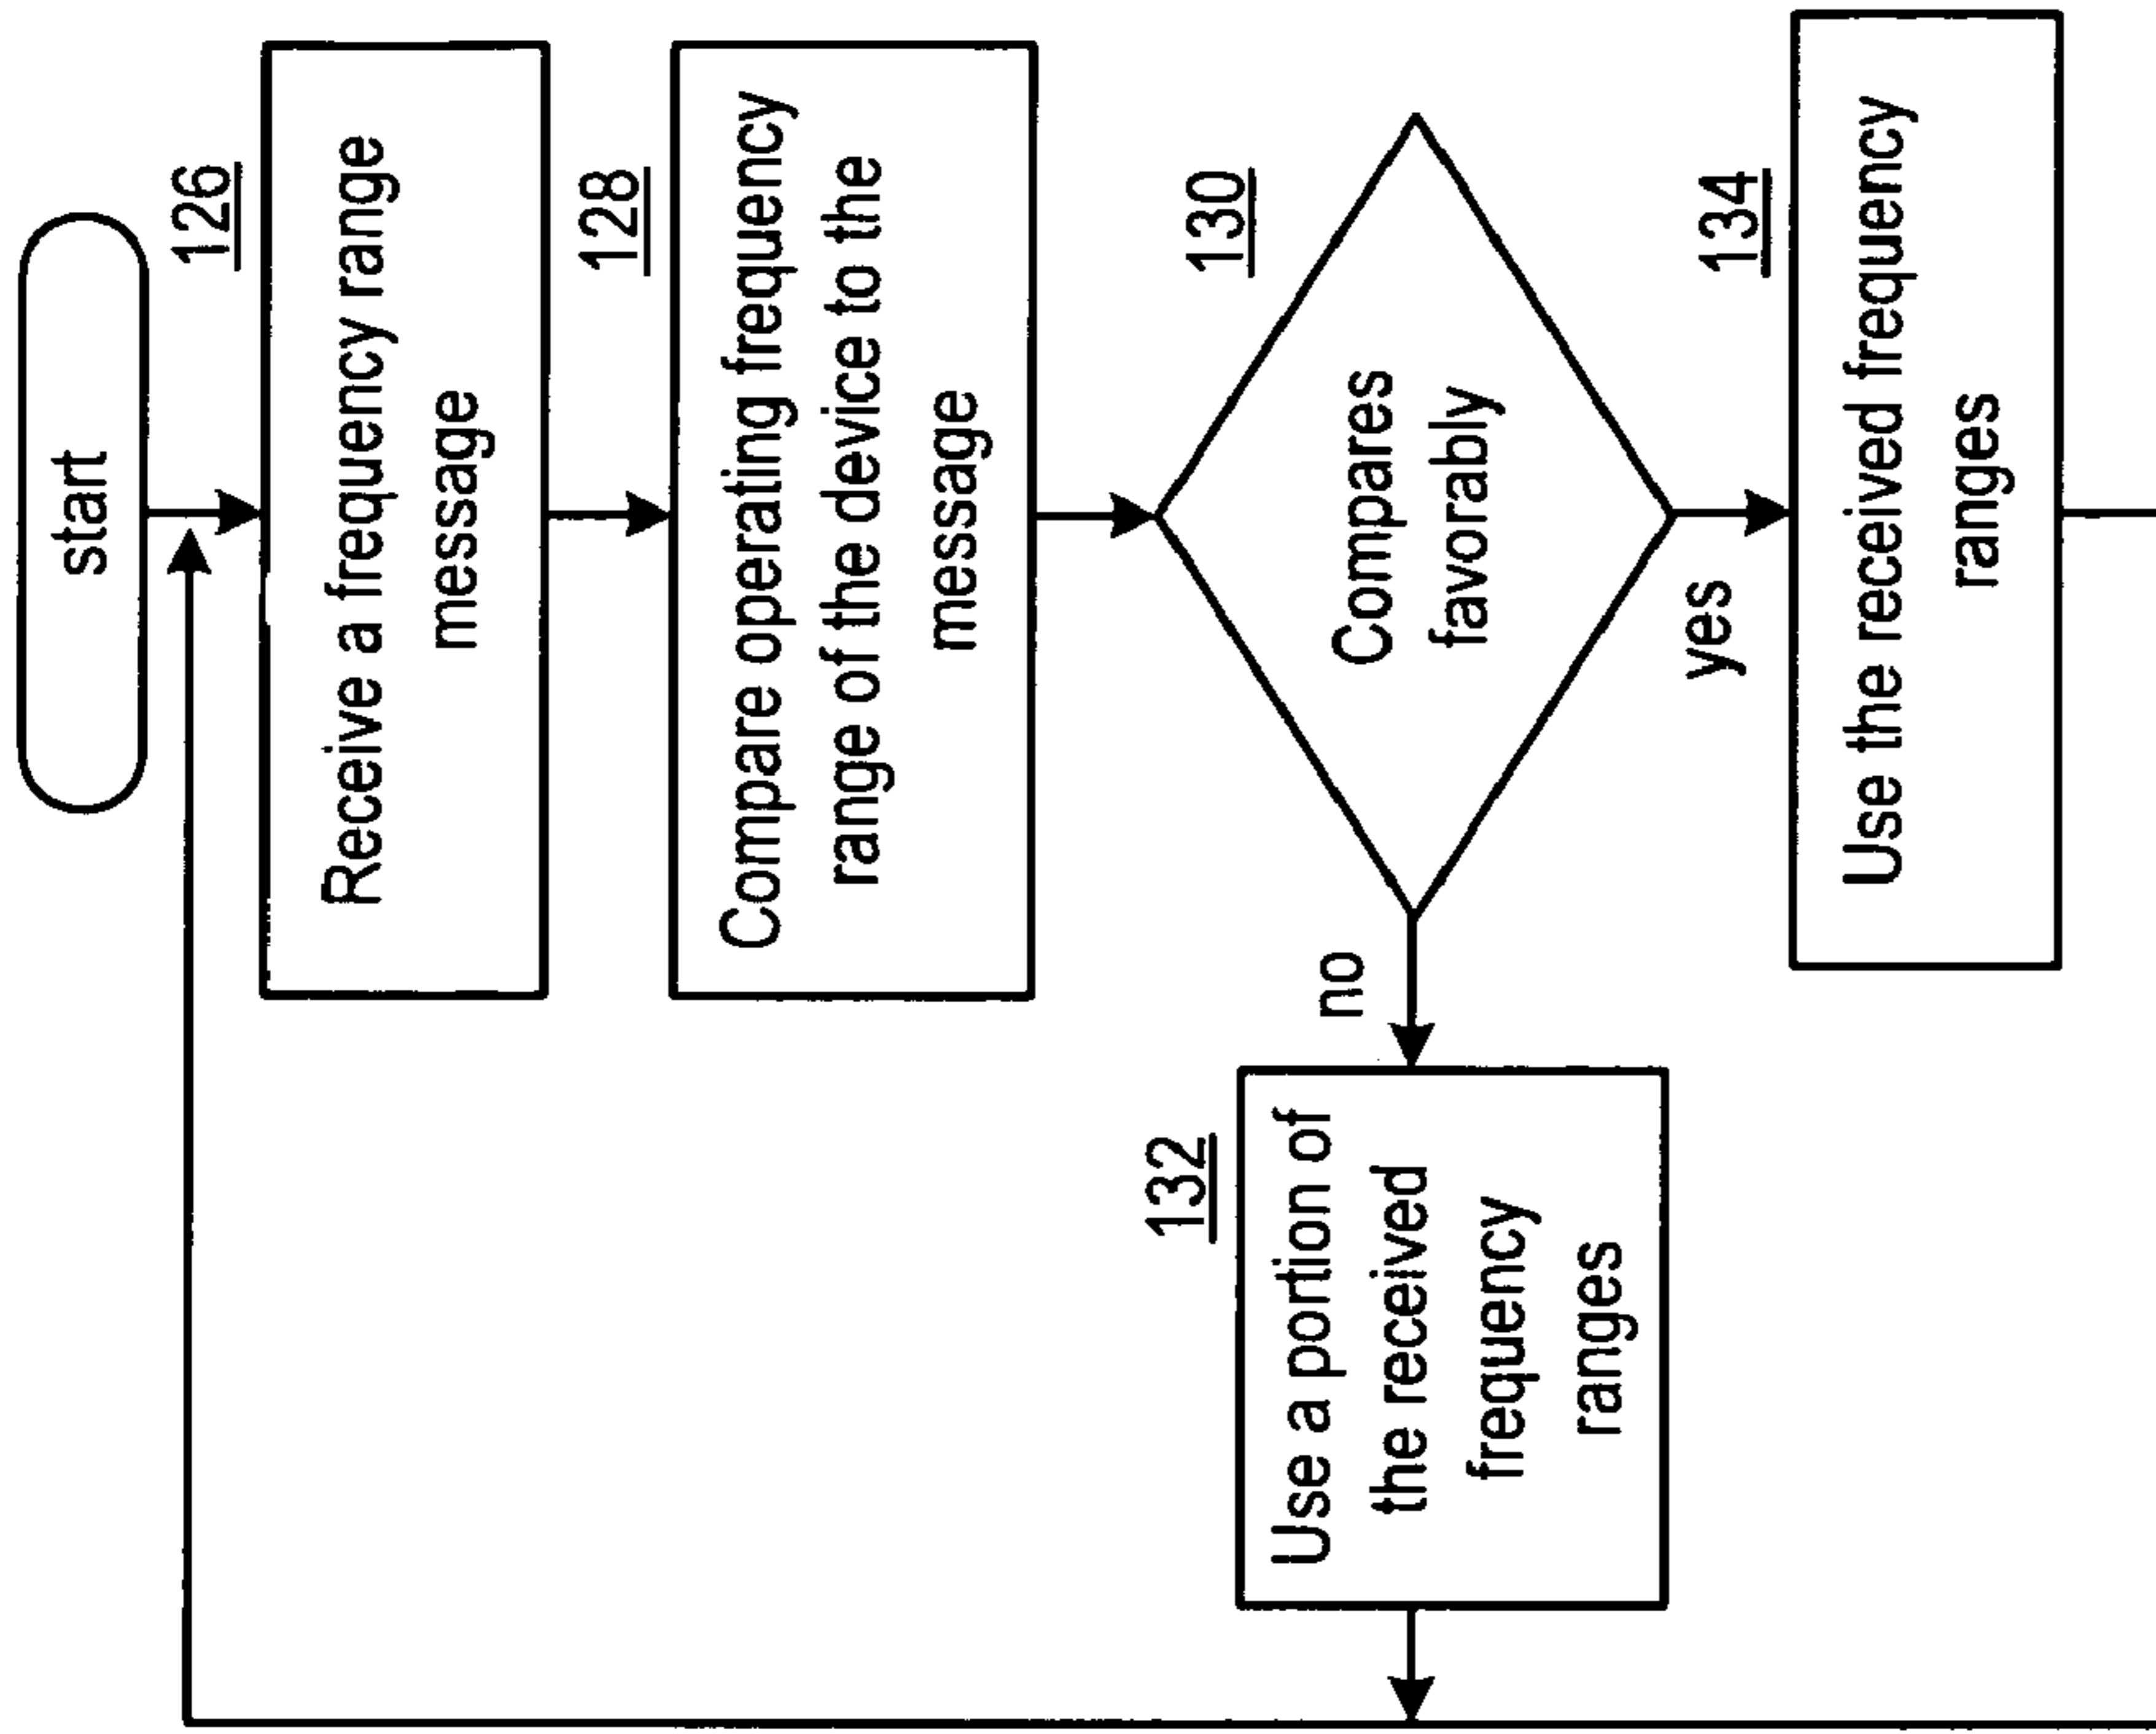 start
126
Receive a frequency range
message
128
Compare operating frequency
range of the device to the
message
130
Compares
favorably
no
132
Use a portion of
the received
frequency
ranges
yes
134
Use the received frequency
ranges